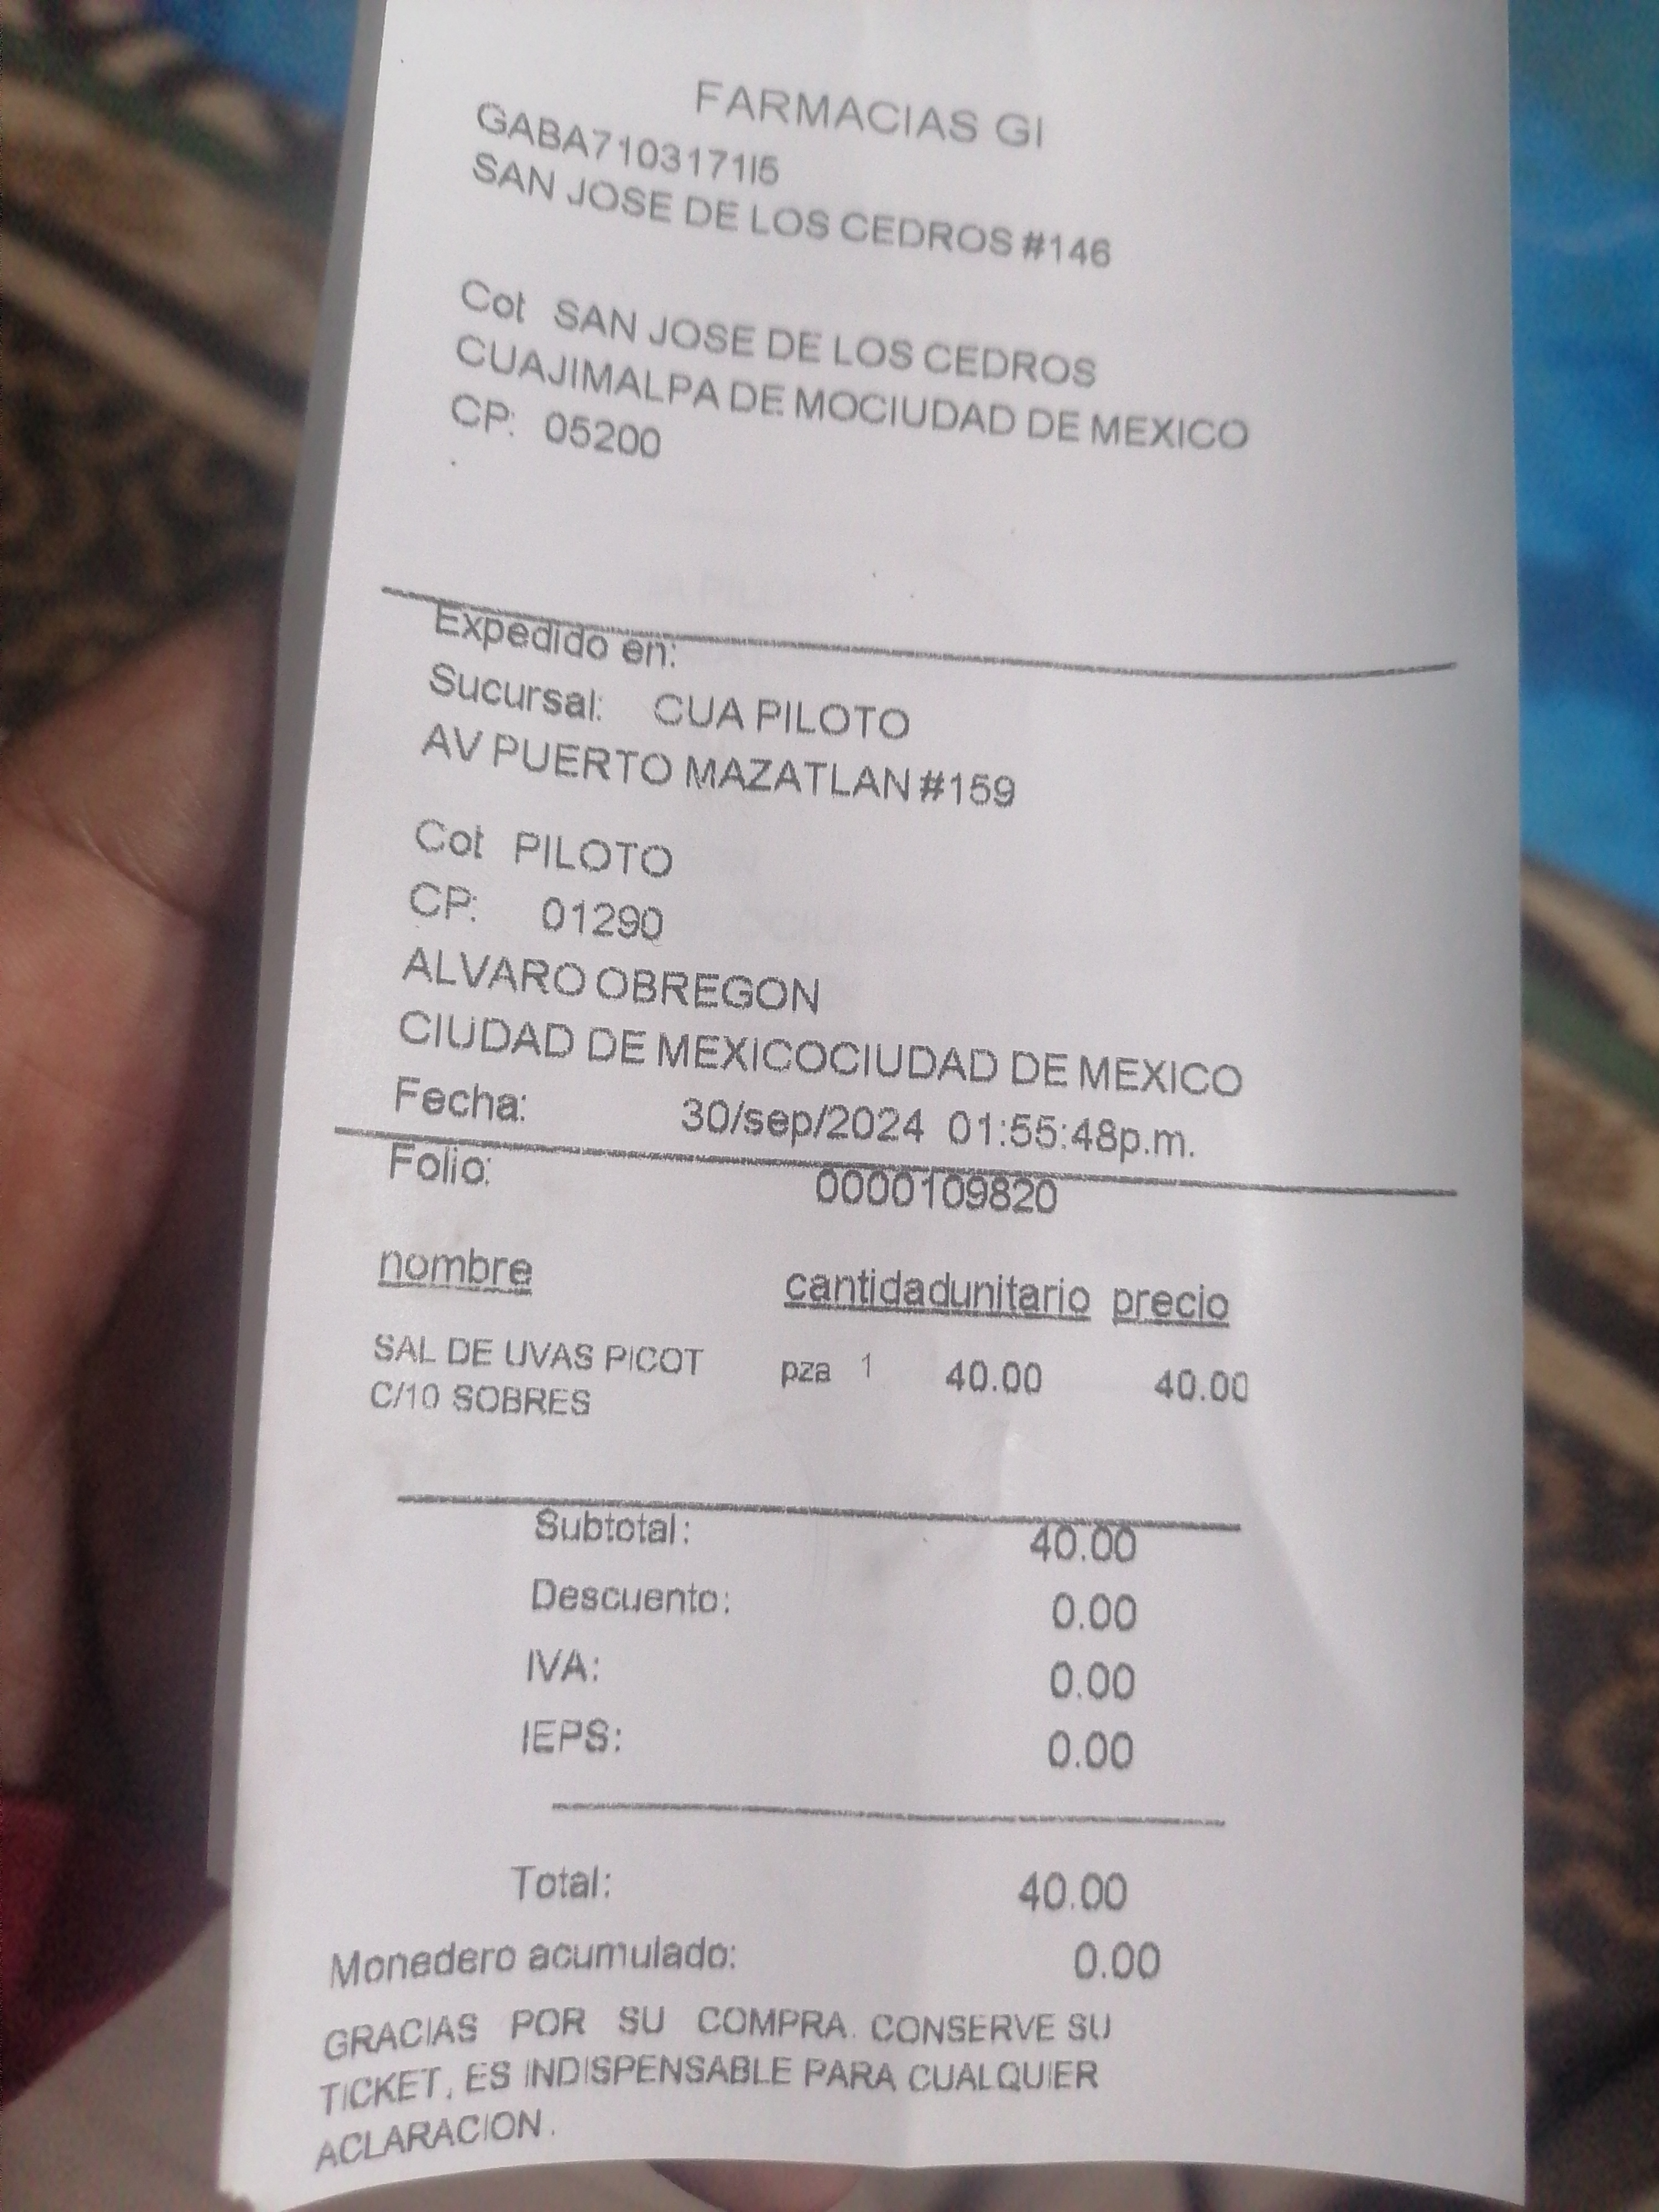 FARMACIAS GI
GABA7103171I5
SAN JOSE DE LOS CEDROS #146
Col: SAN JOSE DE LOS CEDROS
CUAJIMALPA DE MOCIUDAD DE MEXICO
CP: 05200
Expedido en:
Sucursal: CUA PILOTO
AV PUERTO MAZATLAN #159
Col: PILOTO
CP: 01290
ALVARO OBREGON
CIUDAD DE MEXICOCIUDAD DE MEXICO
Fecha: 30/sep/2024 01:55:48p.m.
Folio: 0000109820
nombre cantidadunitario precio
SAL DE UVAS PICOT pza 1 40.00 40.00
C/10 SOBRES
Subtotal: 40.00
Descuento: 0.00
IVA: 0.00
IEPS: 0.00
Total: 40.00
Monedero acumulado: 0.00
GRACIAS POR SU COMPRA. CONSERVE SU
TICKET, ES INDISPENSABLE PARA CUALQUIER
ACLARACION.